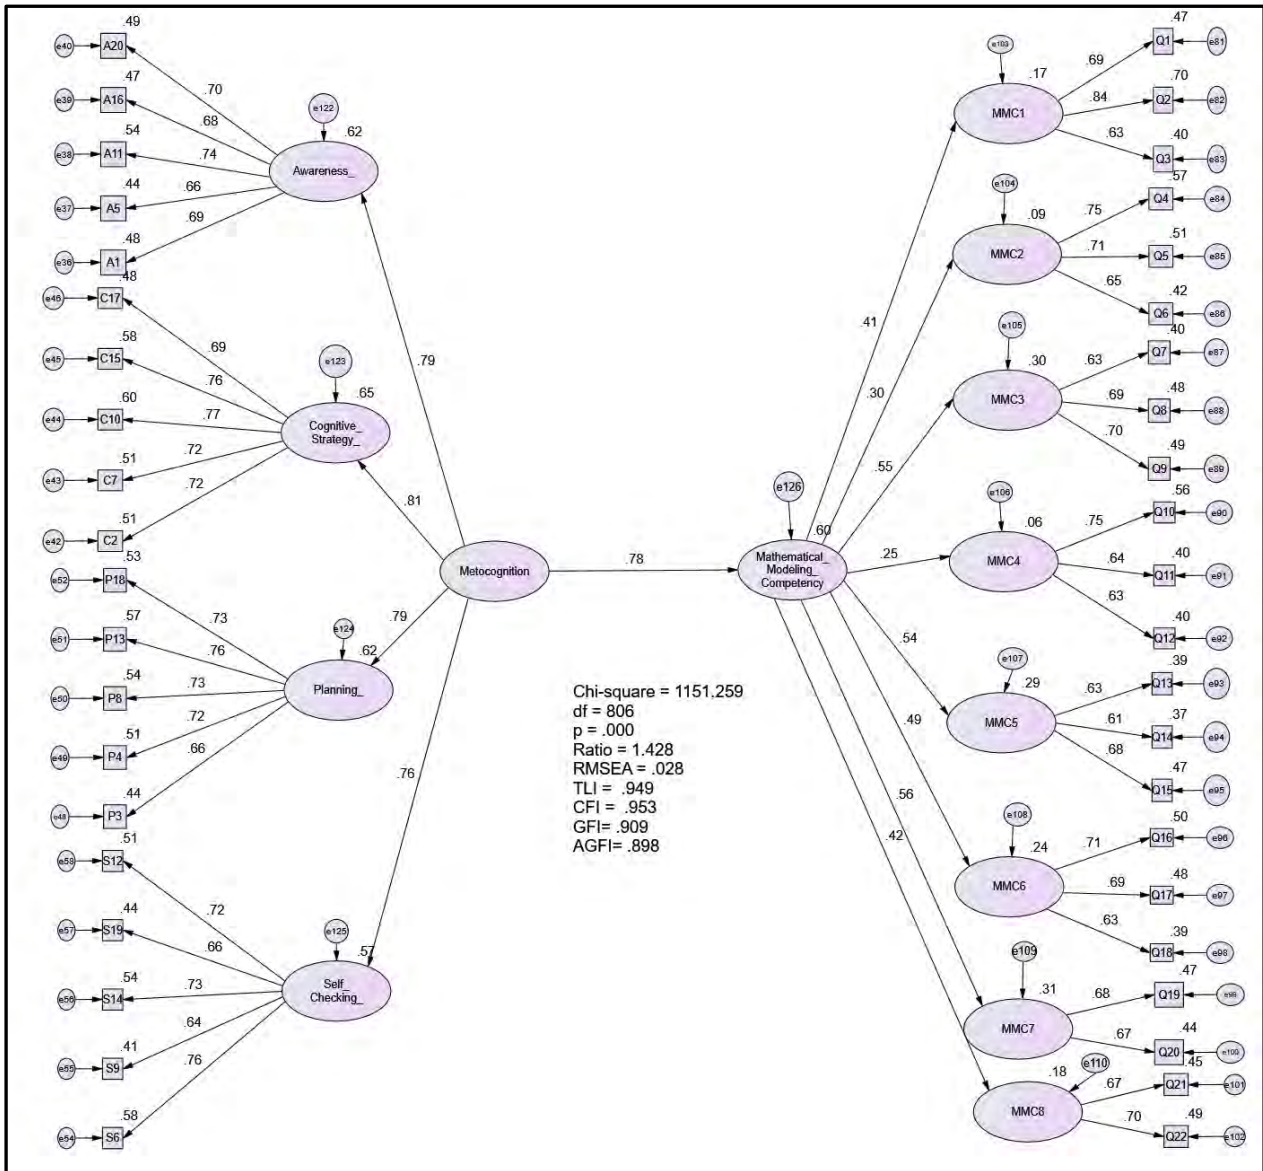 .49
e40 A20
.70
.47
e39 A16
.68
.54
e38 A11
.74
.44
e37 A5
.66
.69
.48
e36 A1
e122
.62
Awareness_
.79
.48
e46 C17
.69
.58
e45 C15
.76
.60
e44 C10
.77
.51
e43 C7
.72
.72
.51
e42 C2
e123
.65
Cognitive_
Strategy_
.81
.53
e52 P18
.73
.57
e51 P13
.76
.54
e50 P8
.73
.51
e49 P4
.72
.66
.44
e48 P3
e124
.62
Planning_
.79
.51
e58 S12
.72
.44
e57 S19
.66
.54
e56 S14
.73
.41
e55 S9
.64
.76
.58
e54 S6
e125
.57
Self_
Checking_
.76
Metocognition
.78
e126
.60
Mathematical_
Modeling_
Competency
Chi-square = 1151,259
df = 806
p = .000
Ratio = 1.428
RMSEA = .028
TLI = .949
CFI = .953
GFI= .909
AGFI= .898
.41
.30
.55
.25
.54
.49
.56
.42
e103
.17
MMC1
.69
.84
.63
.47
Q1 e81
.70
Q2 e82
.40
Q3 e83
e104
.09
MMC2
.75
.71
.65
.57
Q4 e84
.51
Q5 e85
.42
Q6 e86
e105
.30
MMC3
.63
.69
.70
.40
Q7 e87
.48
Q8 e88
.49
Q9 e89
e106
.06
MMC4
.75
.64
.63
.56
Q10 e90
.40
Q11 e91
.40
Q12 e92
e107
.29
MMC5
.63
.61
.68
.39
Q13 e93
.37
Q14 e94
.47
Q15 e95
e108
.24
MMC6
.71
.69
.63
.50
Q16 e96
.48
Q17 e97
.39
Q18 e98
e109
.31
MMC7
.68
.67
.47
Q19 e99
.44
Q20 e100
e110
.18
MMC8
.67
.70
.45
Q21 e101
.49
Q22 e102